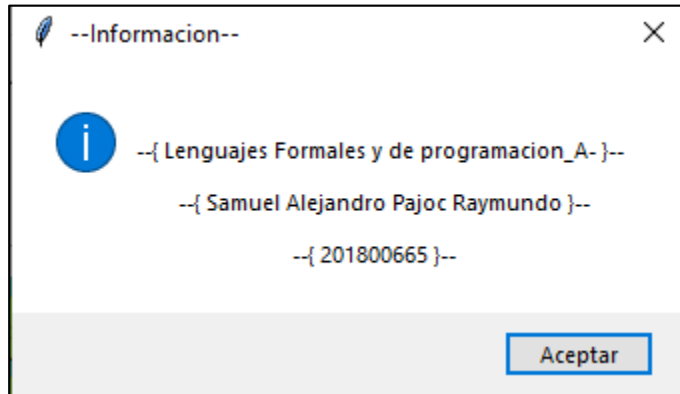 --Informacion--
--{ Lenguajes Formales y de programacion_A- }--
--{ Samuel Alejandro Pajoc Raymundo }--
--{ 201800665 }--
Aceptar